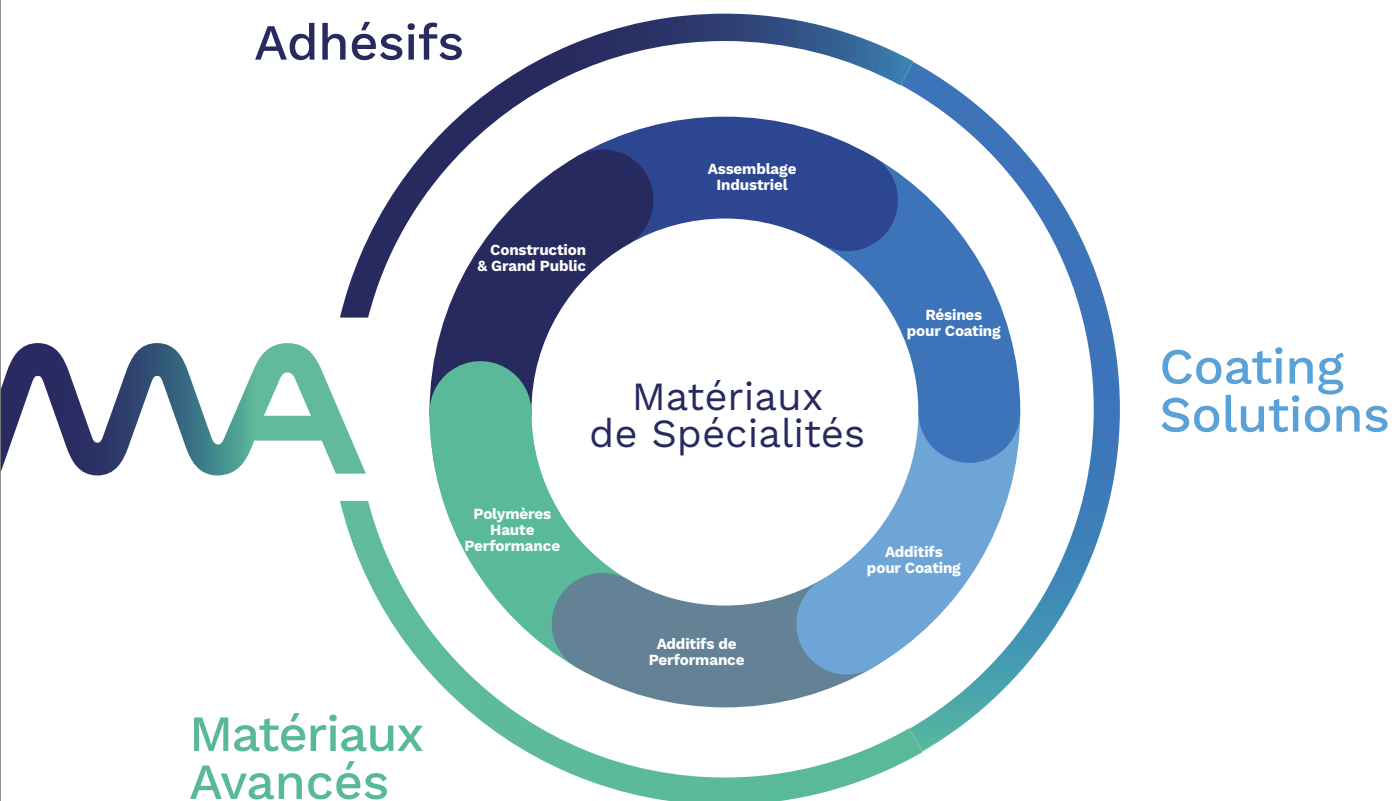 Adhésifs
Assemblage
Industriel
Construction
& Grand Public
Résines
pour Coating
MA
Matériaux
de Spécialités
Coating
Solutions
Polymères
Haute
Performance
Additifs
pour Coating
Additifs de
Performance
Matériaux
Avancés